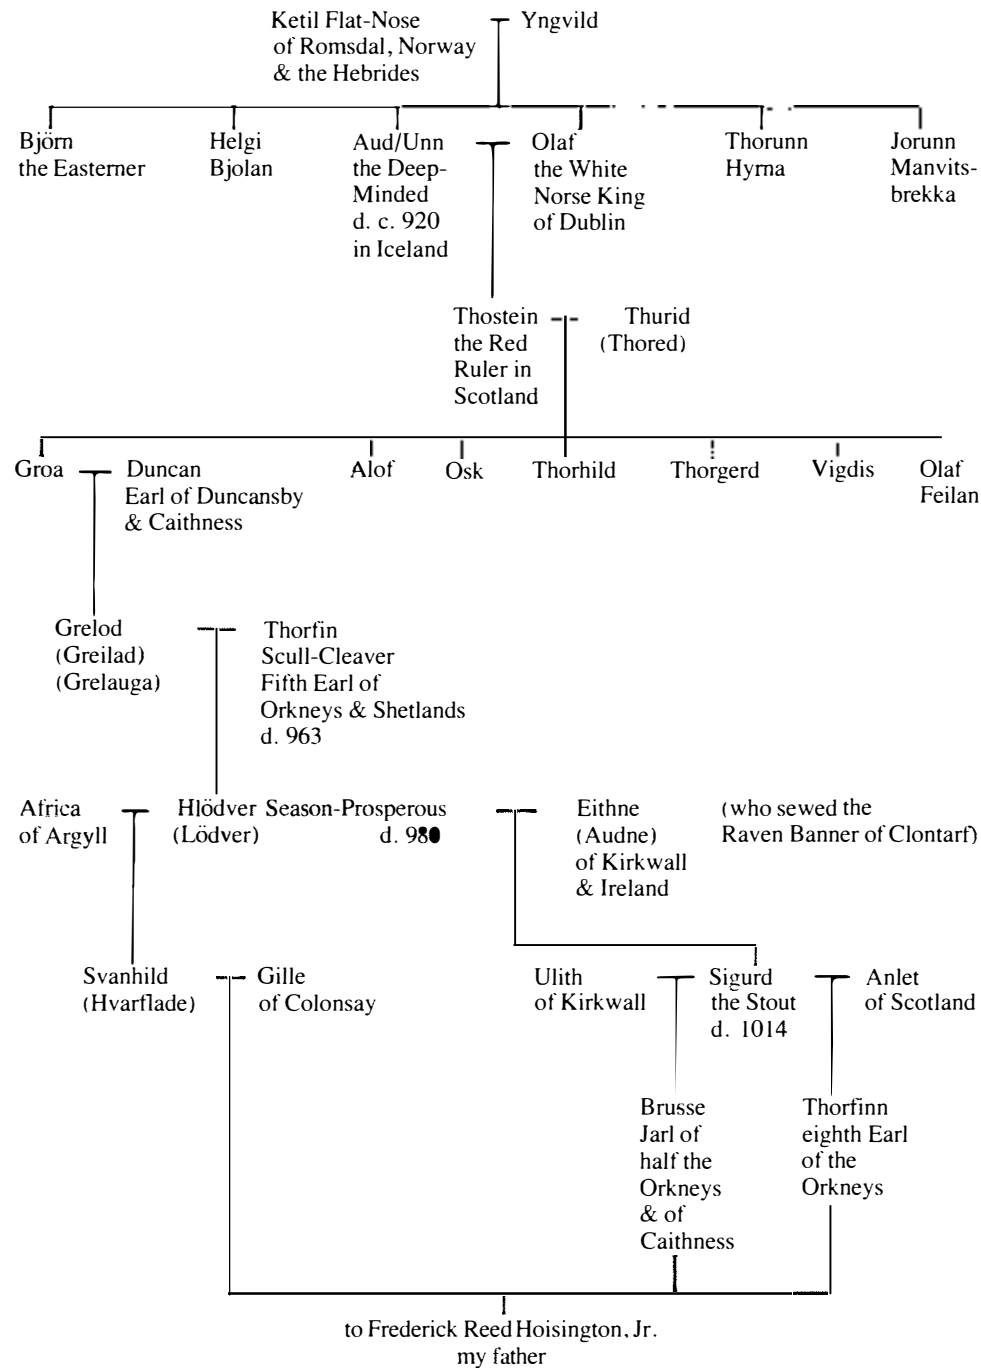 Ketil Flat-Nose
of Romsdal, Norway
& the Hebrides
Yngvild
Björn
the Easterner
Helgi
Bjolan
Aud/Unn
the Deep-
Minded
d. c. 920
in Iceland
Olaf
the White
Norse King
of Dublin
Thorunn
Hyrna
Jorunn
Manvits-
brekka
Thostein
the Red
Ruler in
Scotland
Thurid
(Thored)
Groa
Duncan
Earl of Duncansby
& Caithness
Alof
Osk
Thorhild
Thorgerd
Vigdis
Olaf
Feilan
Grelod
(Greilad)
(Grelauga)
Thorfin
Scull-Cleaver
Fifth Earl of
Orkneys & Shetlands
d. 963
Africa
of Argyll
Hlödver Season-Prosperous
(Lödver) d. 980
Eithne
(Audne)
of Kirkwall
& Ireland
(who sewed the
Raven Banner of Clontarf)
Svanhild
(Hvarflade)
Gille
of Colonsay
Ulith
of Kirkwall
Sigurd
the Stout
d. 1014
Anlet
of Scotland
Brusse
Jarl of
half the
Orkneys
& of
Caithness
Thorfinn
eighth Earl
of the
Orkneys
to Frederick Reed Hoisington, Jr.
my father